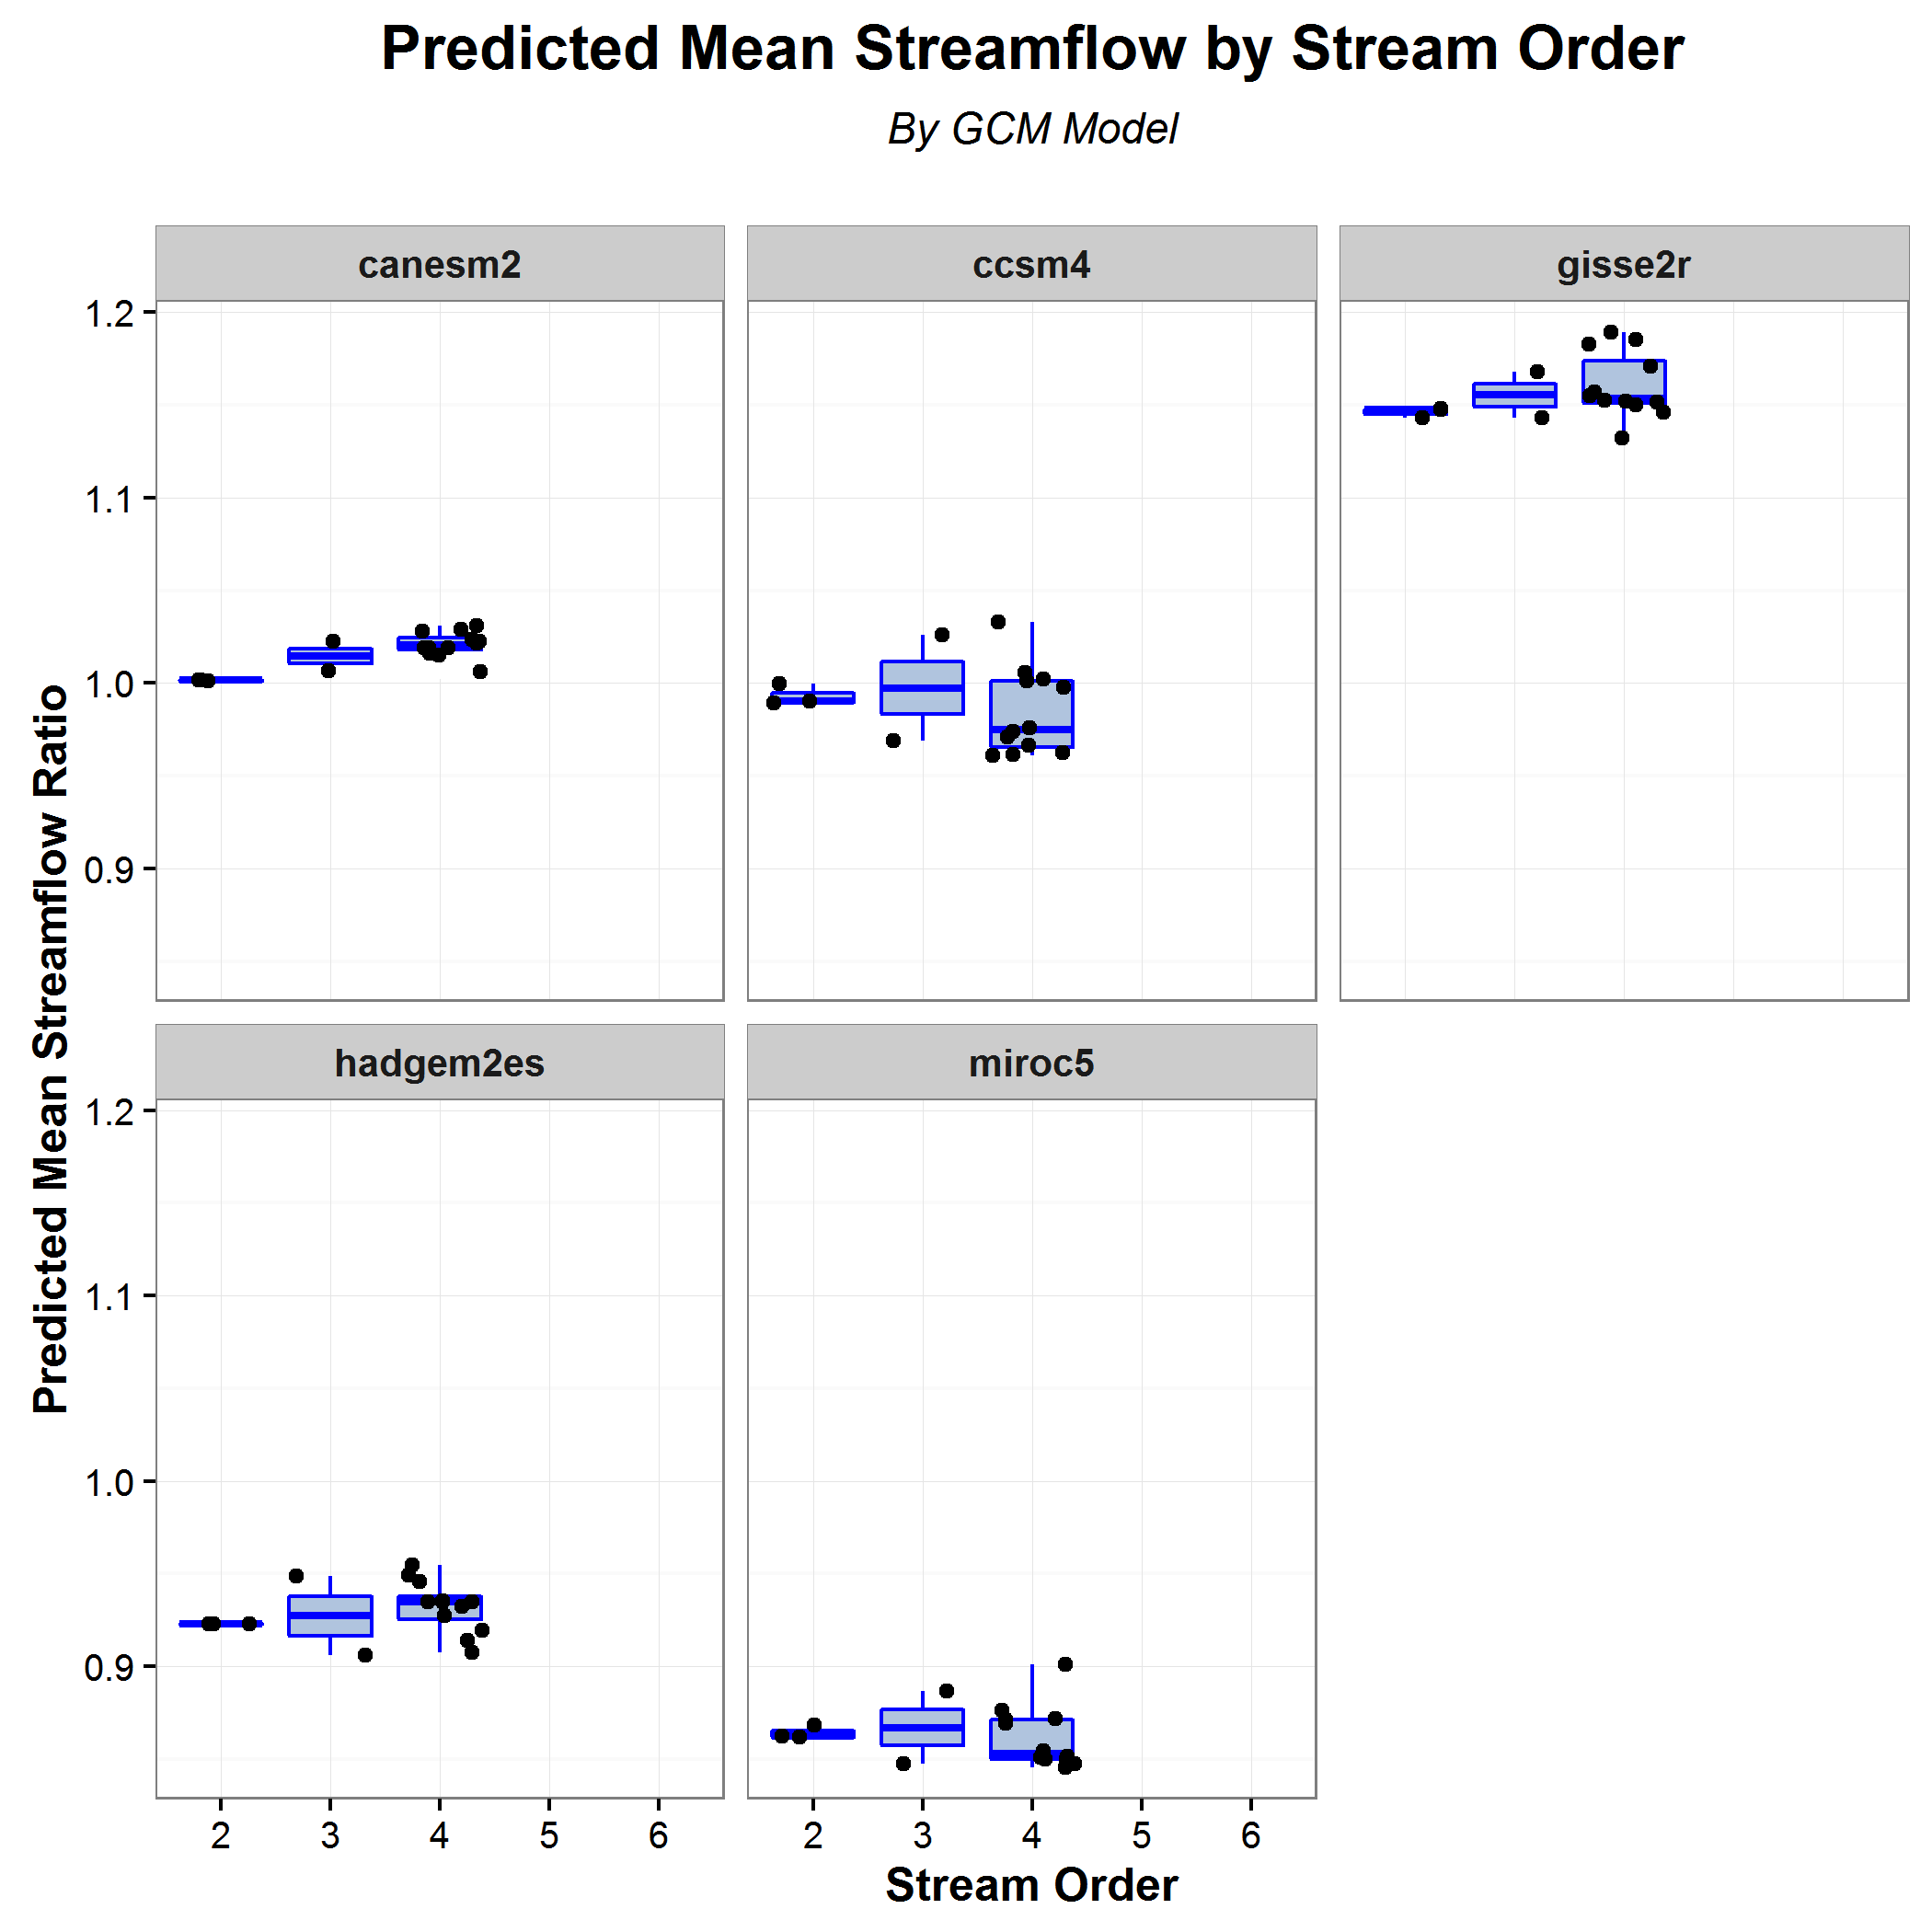 Predicted Mean Streamflow by Stream Order
By GCM Model
canesm2 ccsm4 gisse2r
1.2
1.1
1.0
0.9
Predicted Mean Streamflow Ratio
hadgem2es miroc5
1.2
1.1
1.0
0.9
2 3 4 5 6 2 3 4 5 6
Stream Order